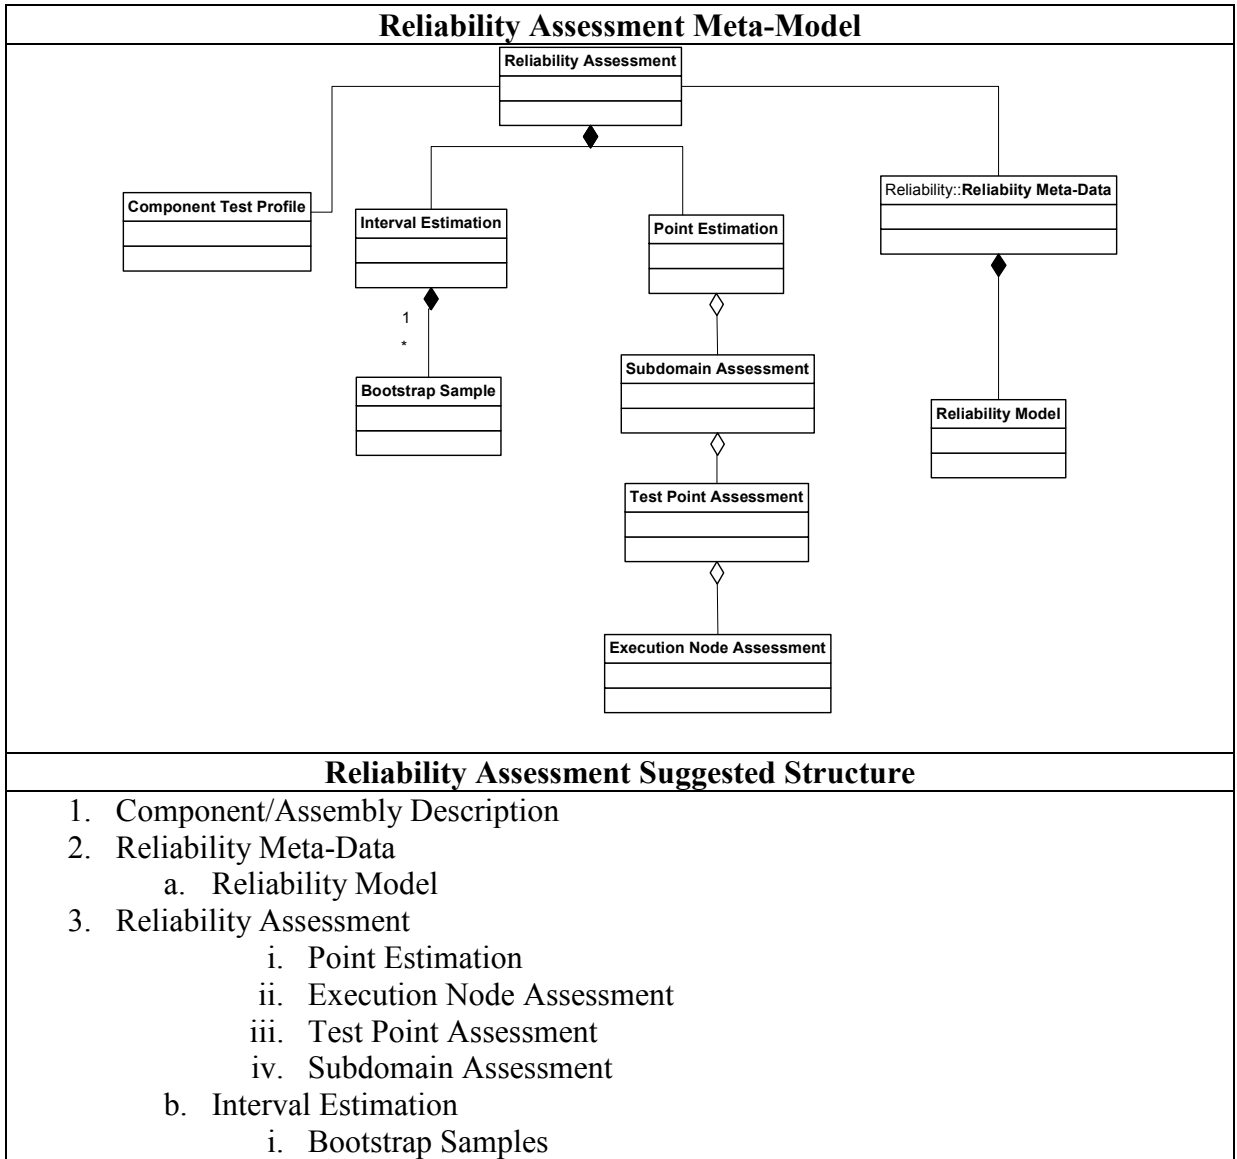 Reliability Assessment Meta-Model
Reliability Assessment
Component Test Profile
Interval Estimation
Point Estimation
Reliability::Reliabiity Meta-Data
1
*
Bootstrap Sample
Subdomain Assessment
Reliability Model
Test Point Assessment
Execution Node Assessment
Reliability Assessment Suggested Structure
1. Component/Assembly Description
2. Reliability Meta-Data
a. Reliability Model
3. Reliability Assessment
i. Point Estimation
ii. Execution Node Assessment
iii. Test Point Assessment
iv. Subdomain Assessment
b. Interval Estimation
i. Bootstrap Samples